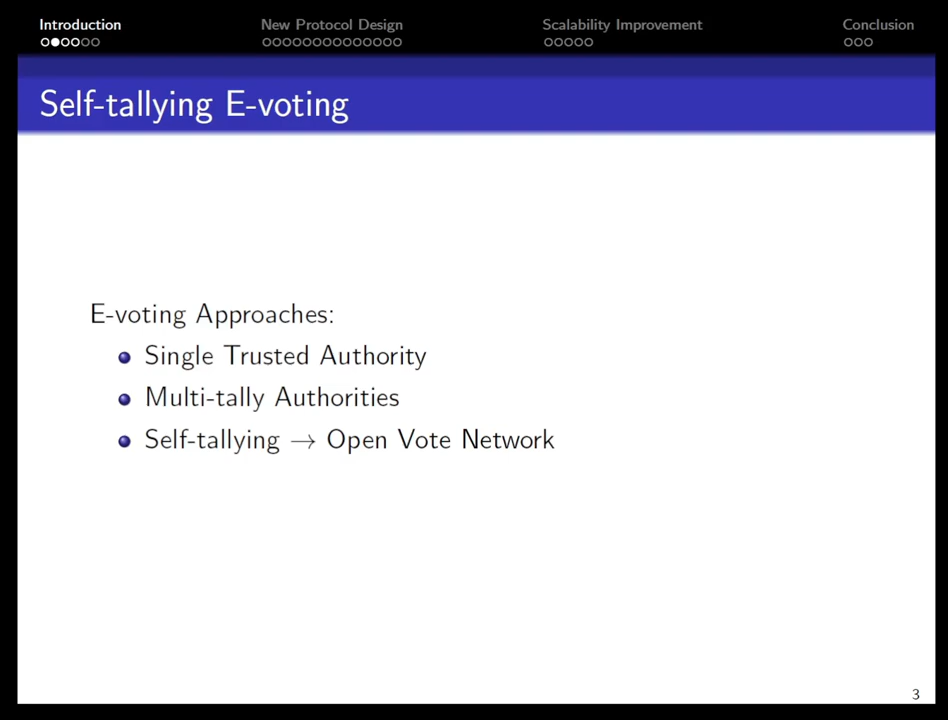 Introduction
New Protocol Design
Scalability Improvement
Conclusion
Self-tallying E-voting
E-voting Approaches:
Single Trusted Authority
Multi-tally Authorities
Self-tallying → Open Vote Network
3